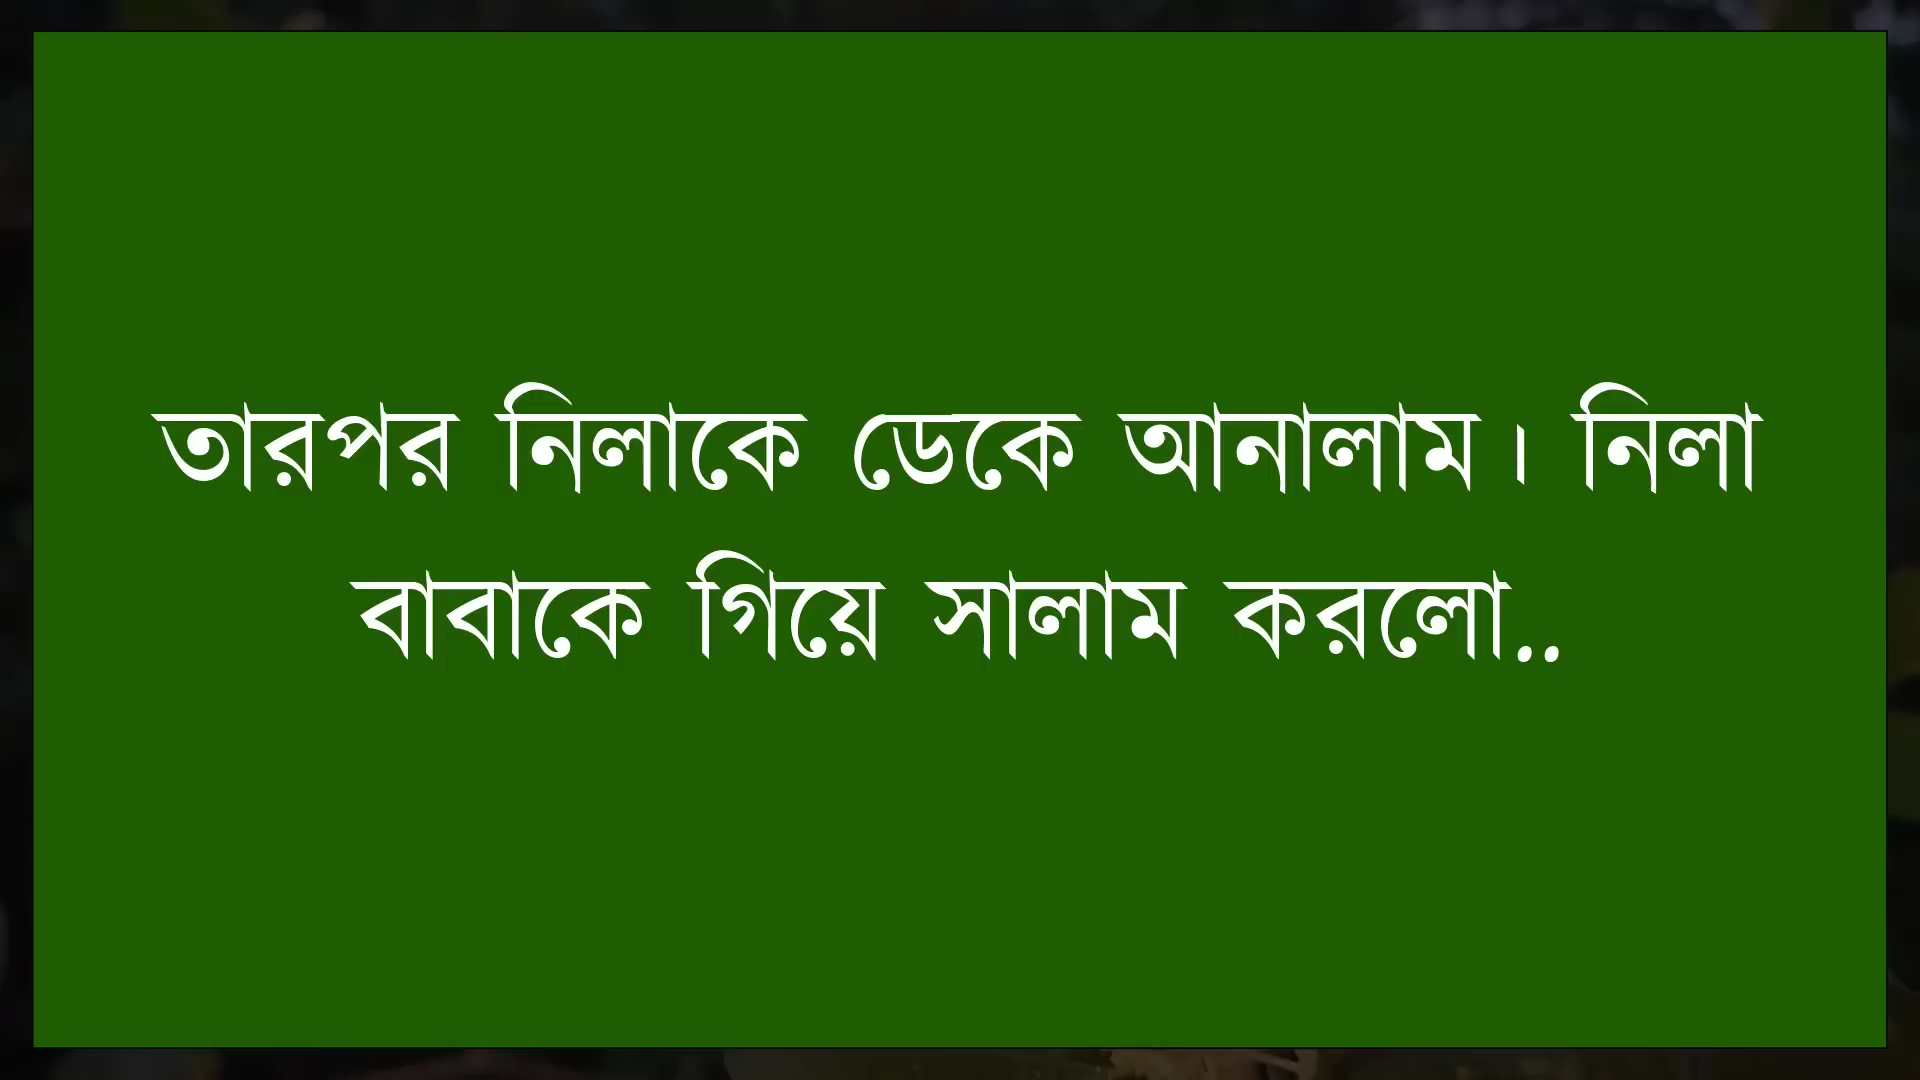 তারপর নিলাকে ডেকে আনালাম। নিলা
বাবাকে গিয়ে সালাম করলো..